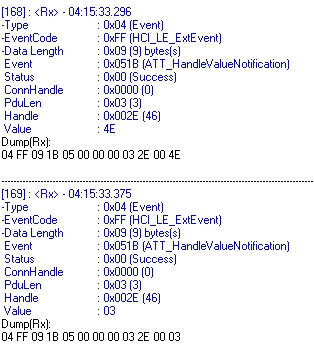 [168] : <Rx> - 04:15:33.296
-Type : 0x04 (Event)
-EventCode : 0xFF (HCI_LE_ExtEvent)
-Data Length : 0x09 (9) bytes(s)
Event : 0x051B (ATT_HandleValueNotification)
Status : 0x00 (Success)
ConnHandle : 0x0000 (0)
PduLen : 0x03 (3)
Handle : 0x002E (46)
Value : 4E
Dump(Rx):
04 FF 09 1B 05 00 00 00 03 2E 00 4E
--------------------------------------------------------------------
[169] : <Rx> - 04:15:33.375
-Type : 0x04 (Event)
-EventCode : 0xFF (HCI_LE_ExtEvent)
-Data Length : 0x09 (9) bytes(s)
Event : 0x051B (ATT_HandleValueNotification)
Status : 0x00 (Success)
ConnHandle : 0x0000 (0)
PduLen : 0x03 (3)
Handle : 0x002E (46)
Value : 03
Dump(Rx):
04 FF 09 1B 05 00 00 00 03 2E 00 03